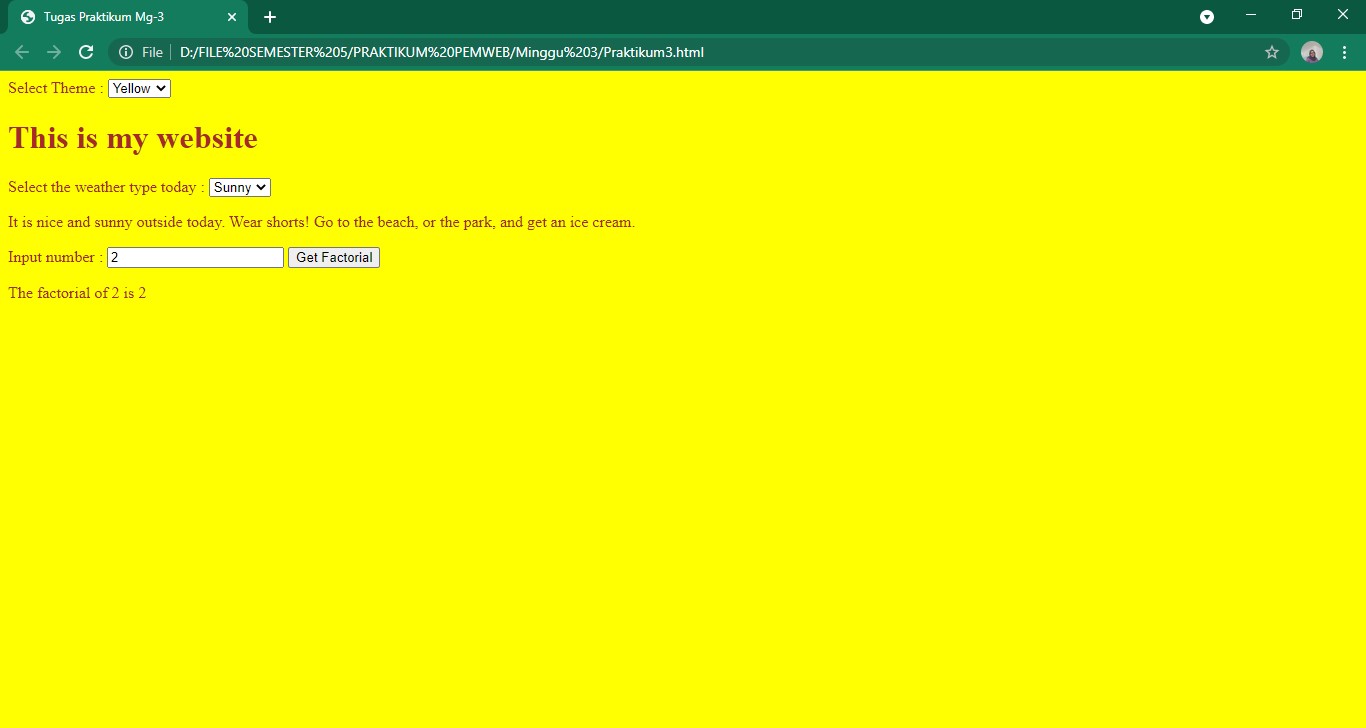 Tugas Praktikum Mg-3
File D:/FILE%20SEMESTER%205/PRAKTIKUM%20PEMWEB/Minggu%203/Praktikum3.html
Select Theme : Yellow
This is my website
Select the weather type today : Sunny
It is nice and sunny outside today. Wear shorts! Go to the beach, or the park, and get an ice cream.
Input number : 2 Get Factorial
The factorial of 2 is 2